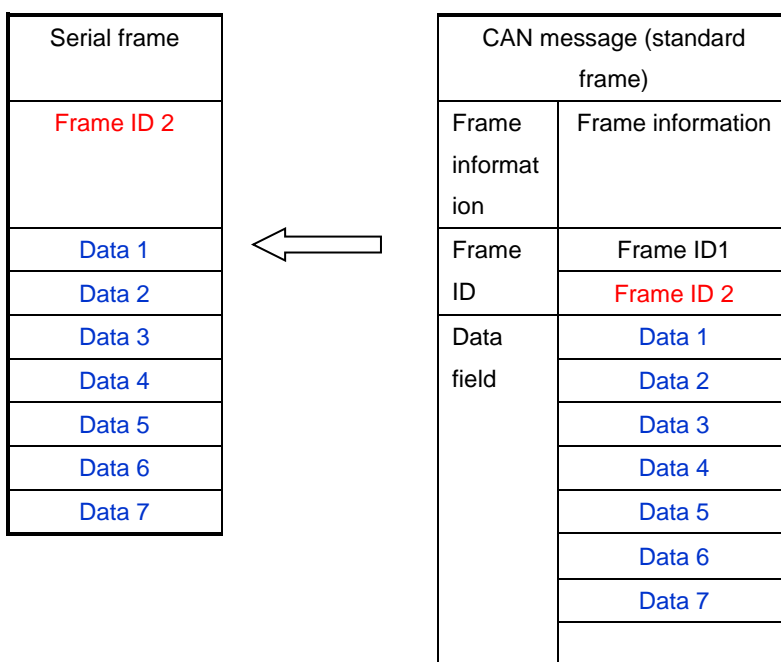 Serial frame
Frame ID 2
Data 1
Data 2
Data 3
Data 4
Data 5
Data 6
Data 7
CAN message (standard
frame)
Frame
informat
ion
Frame information
Frame
ID
Frame ID1
Frame ID 2
Data
field
Data 1
Data 2
Data 3
Data 4
Data 5
Data 6
Data 7